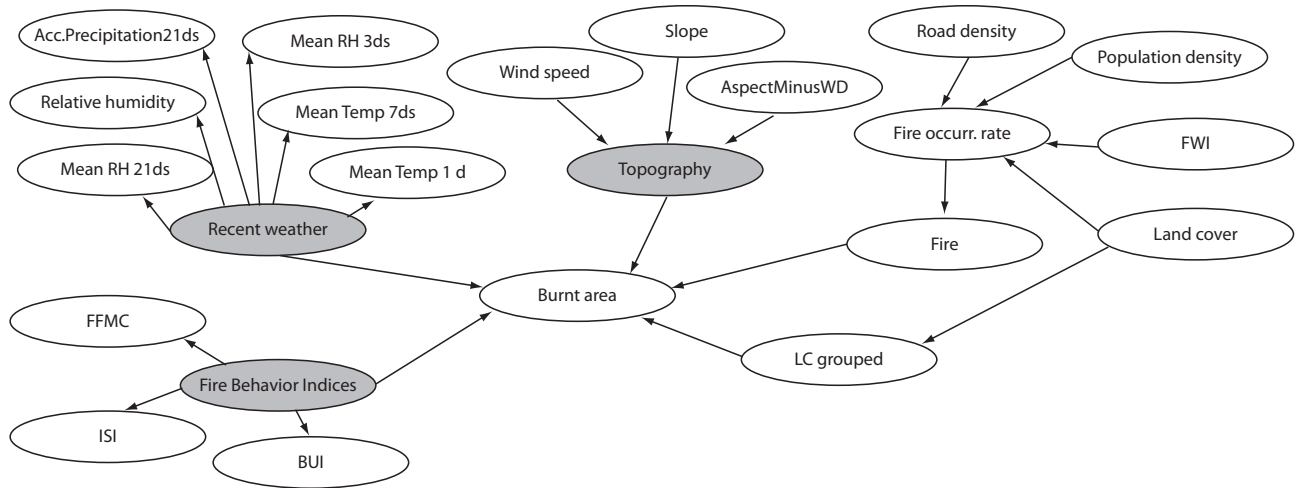 Acc.Precipitation21ds
Mean RH 3ds
Slope
Road density
Population density
Wind speed
AspectMinusWD
Relative humidity
Mean Temp 7ds
Fire occurr. rate
FWI
Mean RH 21ds
Mean Temp 1 d
Topography
Recent weather
Fire
Land cover
Burnt area
FFMC
LC grouped
Fire Behavior Indices
ISI
BUI